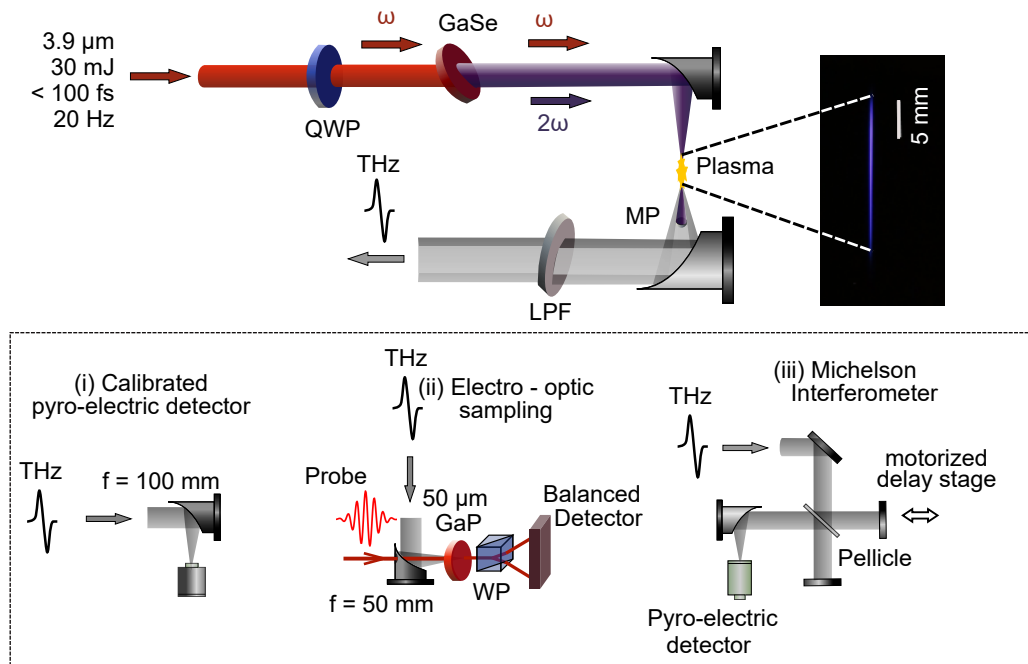 3.9 µm
30 mJ
< 100 fs
20 Hz
QWP
ω
GaSe
ω
2ω
Plasma
5 mm
THz
MP
LPF
(i) Calibrated
pyro-electric detector
THz
f = 100 mm
THz
(ii) Electro - optic
sampling
Probe
50 µm
GaP
WP
Balanced
Detector
f = 50 mm
(iii) Michelson
Interferometer
THz
motorized
delay stage
Pellicle
Pyro-electric
detector